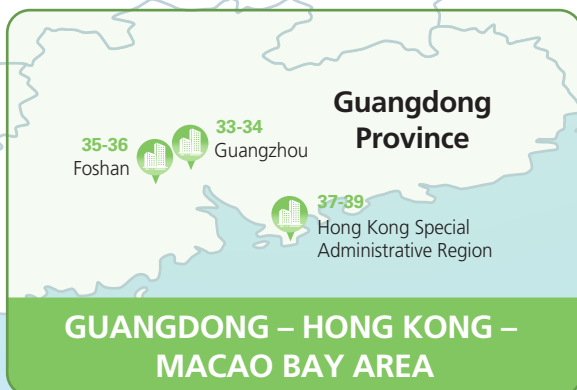 Guangdong
Province
33-34
Guangzhou
35-36
Foshan
37-39
Hong Kong Special
Administrative Region
GUANGDONG – HONG KONG –
MACAO BAY AREA